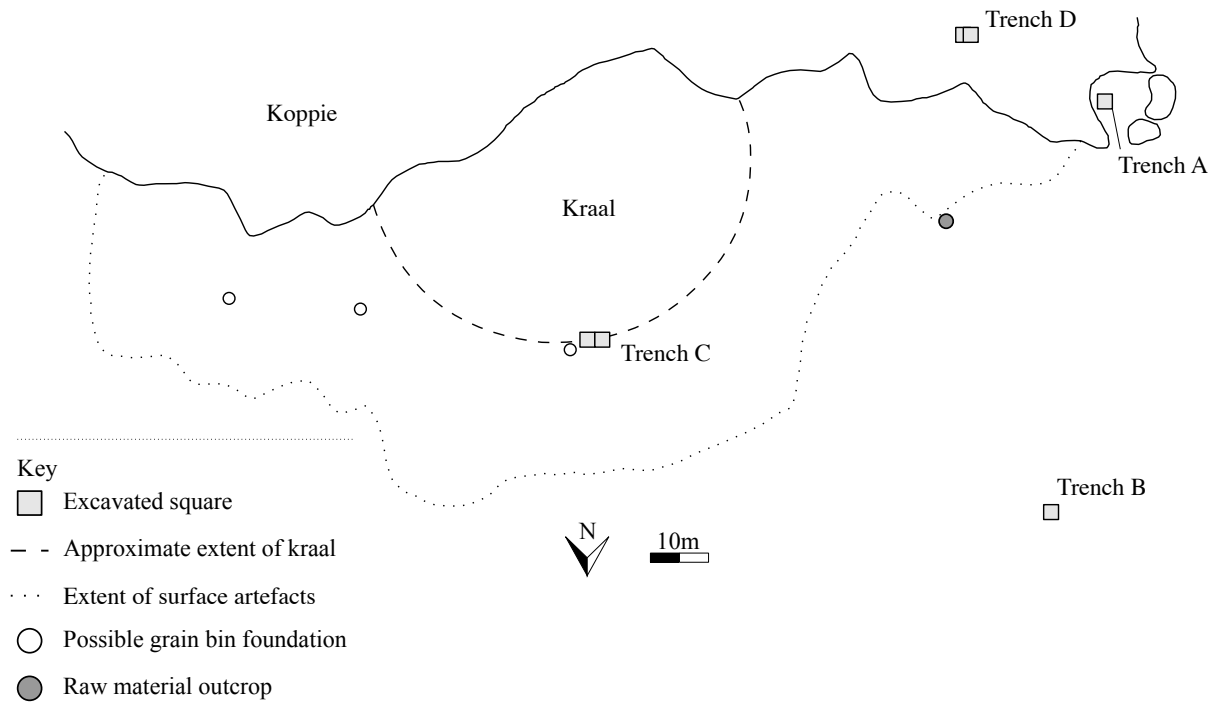 Trench D
Koppie
Trench A
Kraal
Trench C
Key
Excavated square
Trench B
N
10m
Approximate extent of kraal
Extent of surface artefacts
Possible grain bin foundation
Raw material outcrop